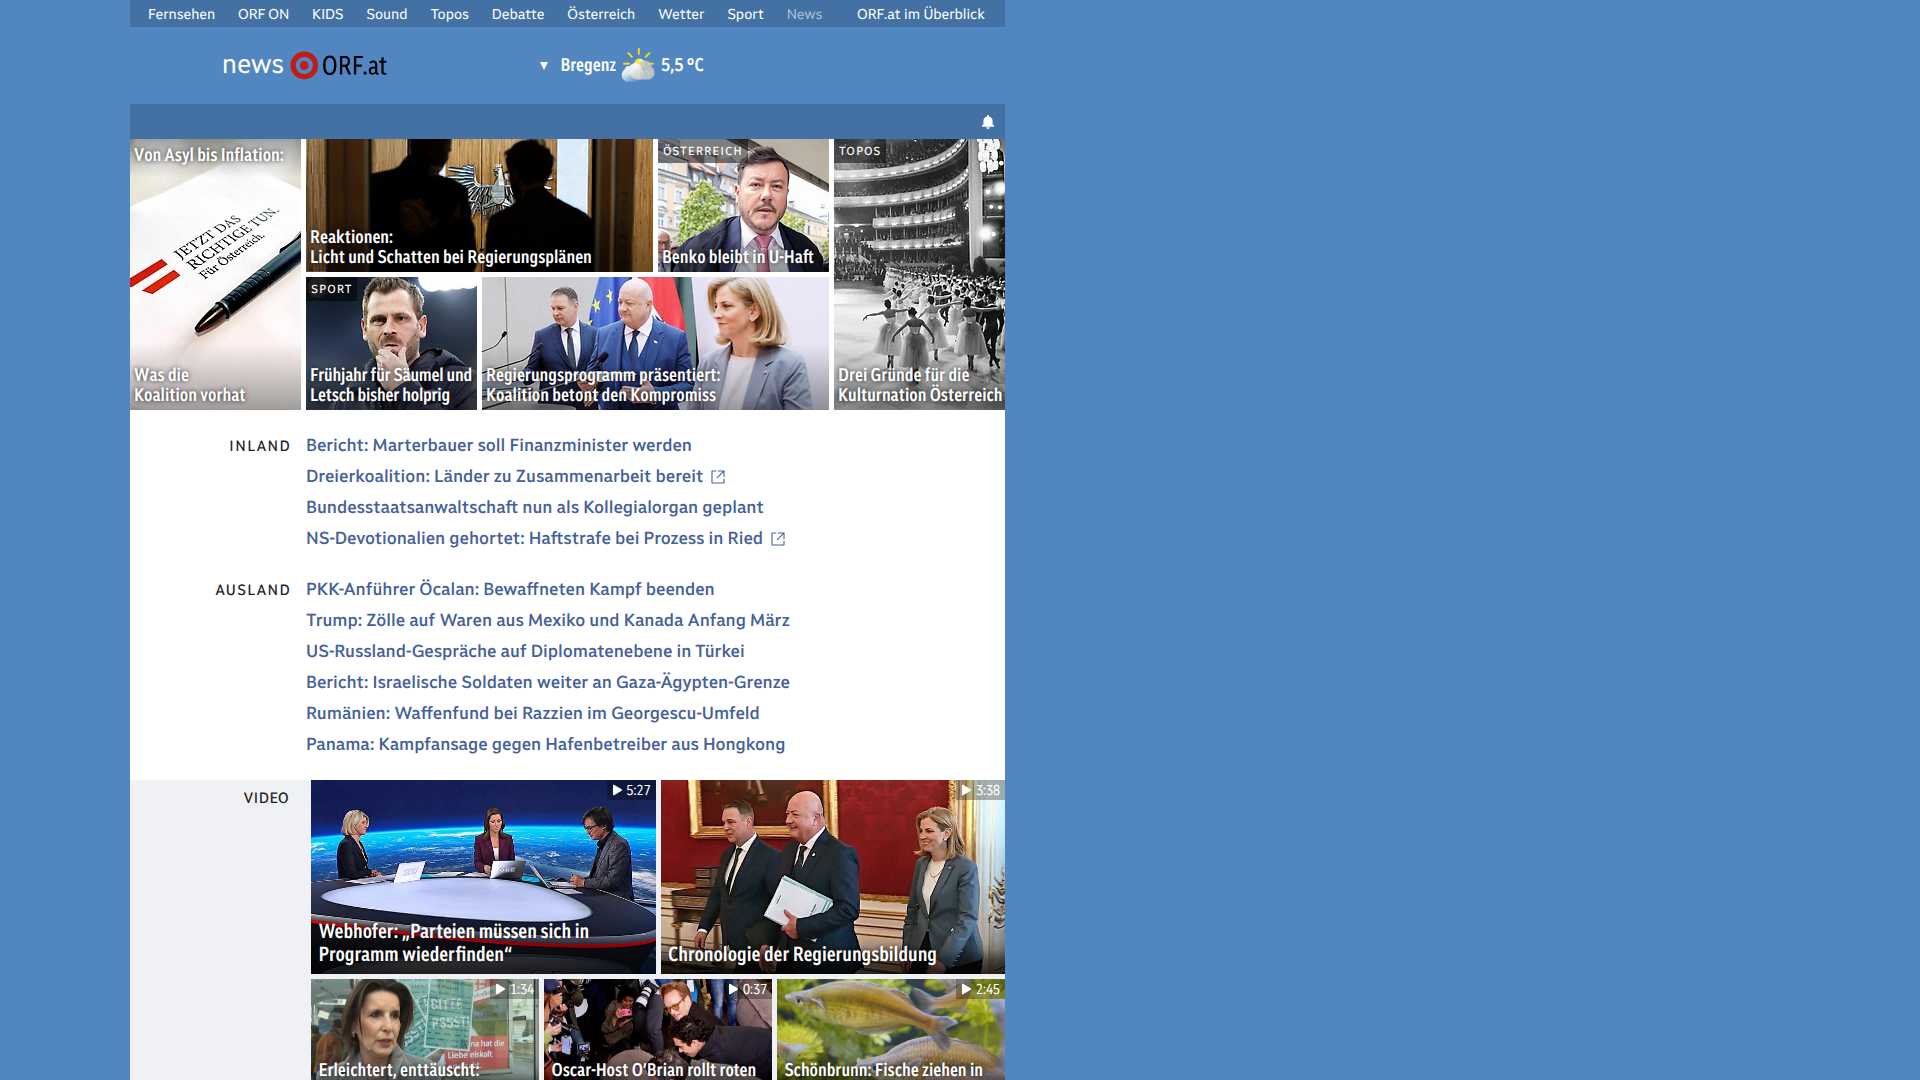 Fernsehen ORF ON KIDS Sound Topos Debatte Österreich Wetter Sport News ORF.at im Überblick
news ORF.at
Bregenz 5,5 °C
Von Asyl bis Inflation:
JETZT DAS
RICHTIGE TUN.
Für Österreich.
Was die
Koalition vorhat
Reaktionen:
Licht und Schatten bei Regierungsplänen
ÖSTERREICH
Benko bleibt in U-Haft
TOPOS
Drei Gründe für die
Kulturnation Österreich
SPORT
Frühjahr für Säumel und
Letsch bisher holprig
Regierungsprogramm präsentiert:
Koalition betont den Kompromiss
INLAND
Bericht: Marterbauer soll Finanzminister werden
Dreierkoalition: Länder zu Zusammenarbeit bereit
Bundesstaatsanwaltschaft nun als Kollegialorgan geplant
NS-Devotionalien gehortet: Haftstrafe bei Prozess in Ried
AUSLAND
PKK-Anführer Öcalan: Bewaffneten Kampf beenden
Trump: Zölle auf Waren aus Mexiko und Kanada Anfang März
US-Russland-Gespräche auf Diplomatenebene in Türkei
Bericht: Israelische Soldaten weiter an Gaza-Ägypten-Grenze
Rumänien: Waffenfund bei Razzien im Georgescu-Umfeld
Panama: Kampfansage gegen Hafenbetreiber aus Hongkong
VIDEO
5:27
Webhofer: „Parteien müssen sich in
Programm wiederfinden“
3:38
Chronologie der Regierungsbildung
1:34
PSSST
na hat die
Liebe eiskalt
Erleichtert, enttäuscht:
0:37
Oscar-Host O’Brian rollt roten
2:45
Schönbrunn: Fische ziehen in